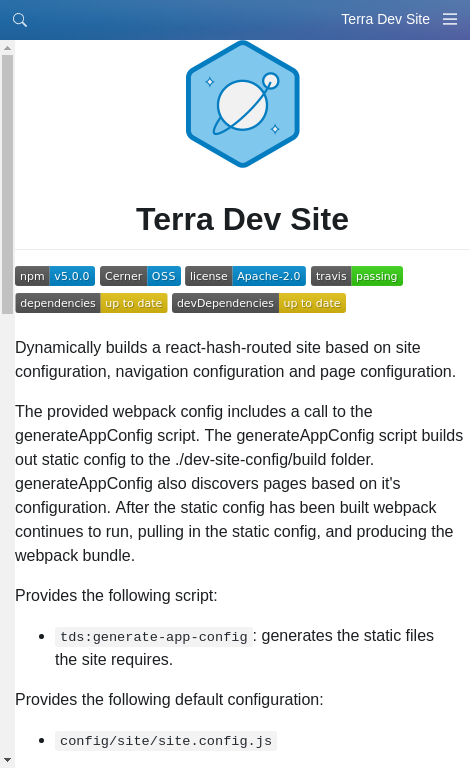 Terra Dev Site
Terra Dev Site
npm v5.0.0 Cerner OSS license Apache-2.0 travis passing
dependencies up to date devDependencies up to date
Dynamically builds a react-hash-routed site based on site
configuration, navigation configuration and page configuration.
The provided webpack config includes a call to the
generateAppConfig script. The generateAppConfig script builds
out static config to the ./dev-site-config/build folder.
generateAppConfig also discovers pages based on it's
configuration. After the static config has been built webpack
continues to run, pulling in the static config, and producing the
webpack bundle.
Provides the following script:
tds:generate-app-config: generates the static files
the site requires.
Provides the following default configuration:
config/site/site.config.js